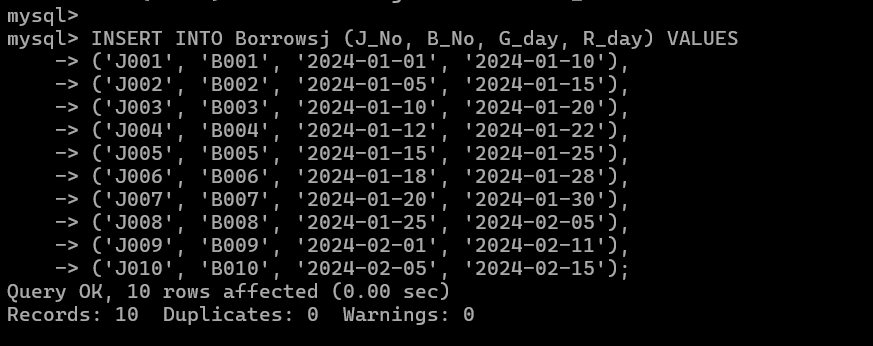 mysql>
mysql> INSERT INTO Borrowsj (J_No, B_No, G_day, R_day) VALUES
    -> ('J001', 'B001', '2024-01-01', '2024-01-10'),
    -> ('J002', 'B002', '2024-01-05', '2024-01-15'),
    -> ('J003', 'B003', '2024-01-10', '2024-01-20'),
    -> ('J004', 'B004', '2024-01-12', '2024-01-22'),
    -> ('J005', 'B005', '2024-01-15', '2024-01-25'),
    -> ('J006', 'B006', '2024-01-18', '2024-01-28'),
    -> ('J007', 'B007', '2024-01-20', '2024-01-30'),
    -> ('J008', 'B008', '2024-01-25', '2024-02-05'),
    -> ('J009', 'B009', '2024-02-01', '2024-02-11'),
    -> ('J010', 'B010', '2024-02-05', '2024-02-15');
Query OK, 10 rows affected (0.00 sec)
Records: 10  Duplicates: 0  Warnings: 0